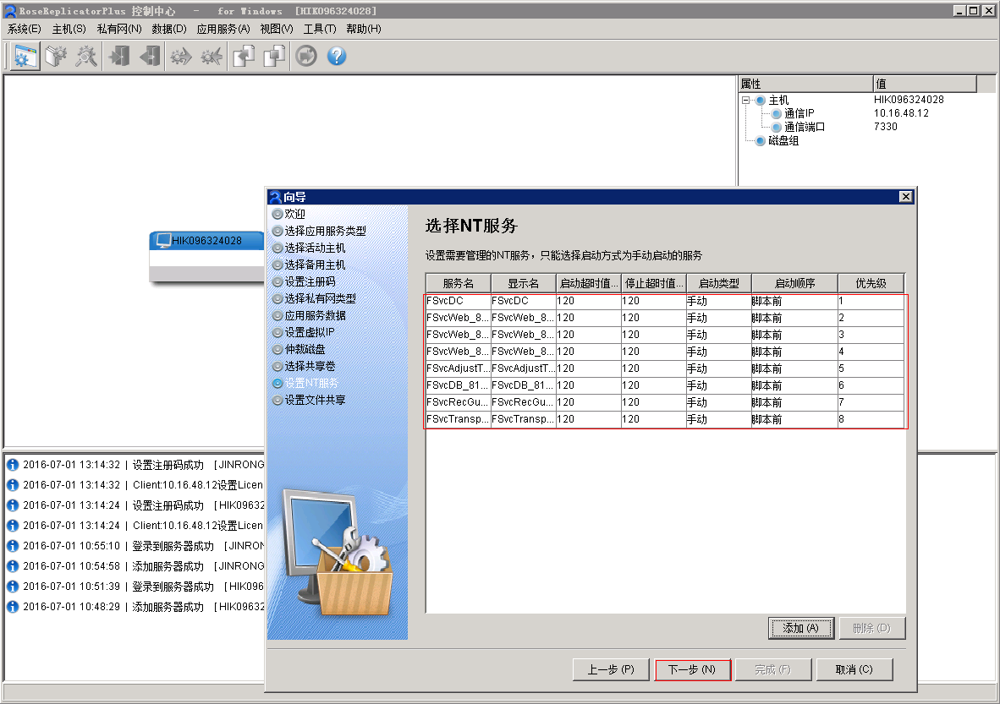 RoseReplicatorPlus 控制中心 - for Windows [HIK096324028]
系统(E) 主机(S) 私有网(N) 数据(D) 应用服务(A) 视图(V) 工具(T) 帮助(H)
属性 值
主机 HIK096324028
通信IP 10.16.48.12
通信端口 7330
磁盘组
HIK096324028
向导
欢迎
选择应用服务类型
选择活动主机
选择备用主机
设置注册码
选择私有网类型
应用服务数据
设置虚拟IP
仲裁磁盘
选择共享卷
设置NT服务
设置文件共享
选择NT服务
设置需要管理的NT服务，只能选择启动方式为手动启动的服务
服务名 显示名 启动超时值... 停止超时值... 启动类型 启动顺序 优先级
FSvcDC FSvcDC 120 120 手动 脚本前 1
FSvcWeb_8... FSvcWeb_8... 120 120 手动 脚本前 2
FSvcWeb_8... FSvcWeb_8... 120 120 手动 脚本前 3
FSvcWeb_8... FSvcWeb_8... 120 120 手动 脚本前 4
FSvcAdjustT... FSvcAdjustT... 120 120 手动 脚本前 5
FSvcDB_81... FSvcDB_81... 120 120 手动 脚本前 6
FSvcRecGu... FSvcRecGu... 120 120 手动 脚本前 7
FSvcTransp... FSvcTransp... 120 120 手动 脚本前 8
添加 (A) 删除 (D)
上一步 (P) 下一步 (N) 完成 (F) 取消 (C)
2016-07-01 13:14:32 | 设置注册码成功 [JINRONG
2016-07-01 13:14:32 | Client:10.16.48.12设置Licen
2016-07-01 13:14:24 | 设置注册码成功 [HIK09632
2016-07-01 13:14:24 | Client:10.16.48.12设置Licen
2016-07-01 10:55:10 | 登录到服务器成功 [JINRON
2016-07-01 10:54:58 | 添加服务器成功 [JINRONG
2016-07-01 10:51:39 | 登录到服务器成功 [HIK096
2016-07-01 10:48:29 | 添加服务器成功 [HIK09632